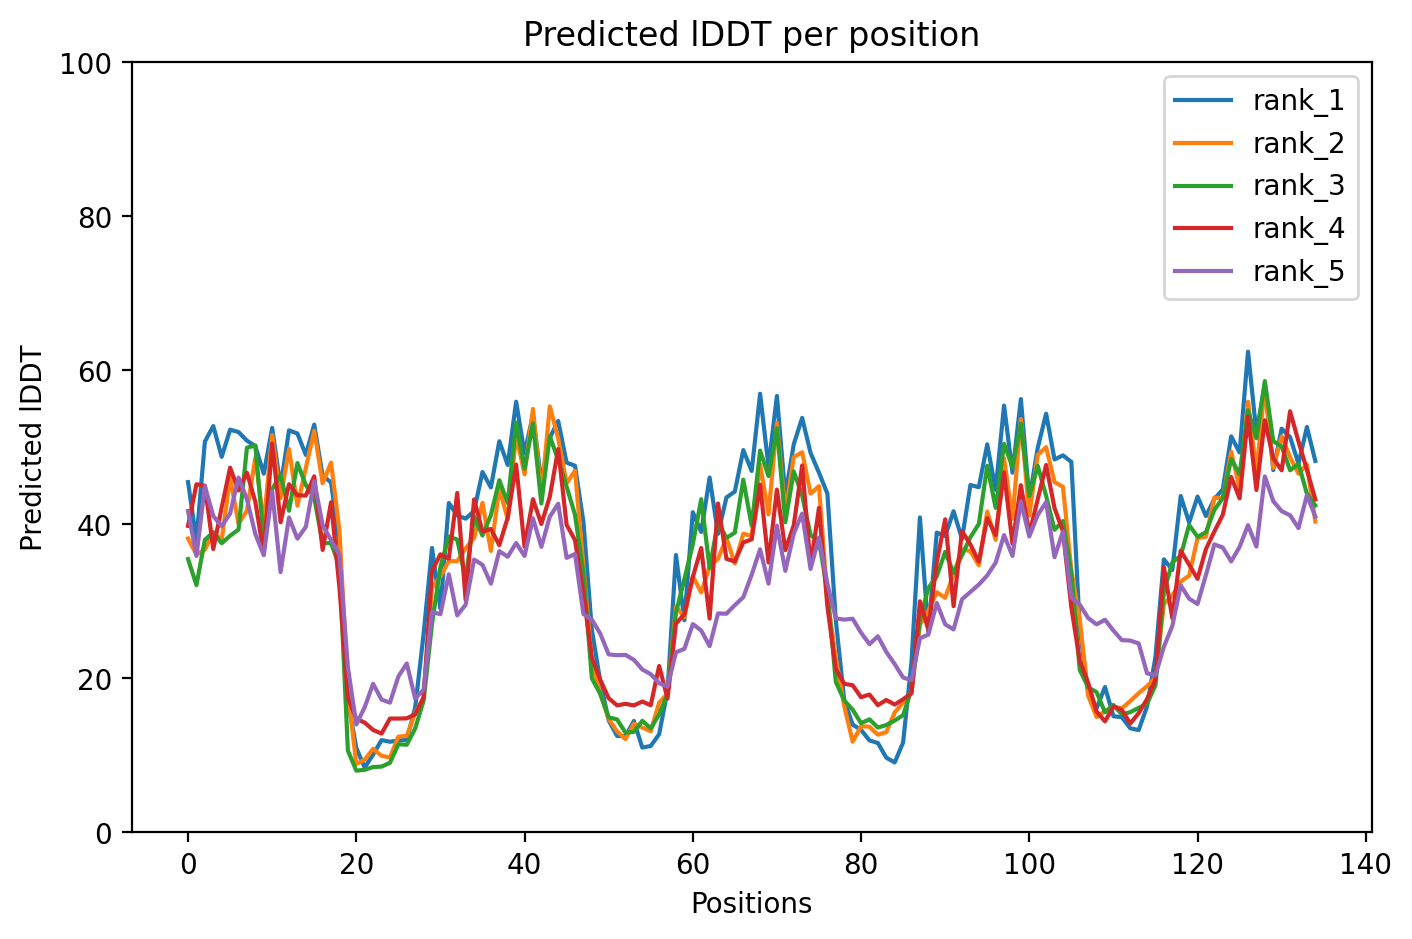 Predicted lDDT per position
100
80
60
40
20
0
Predicted lDDT
rank_1
rank_2
rank_3
rank_4
rank_5
0 20 40 60 80 100 120 140
Positions